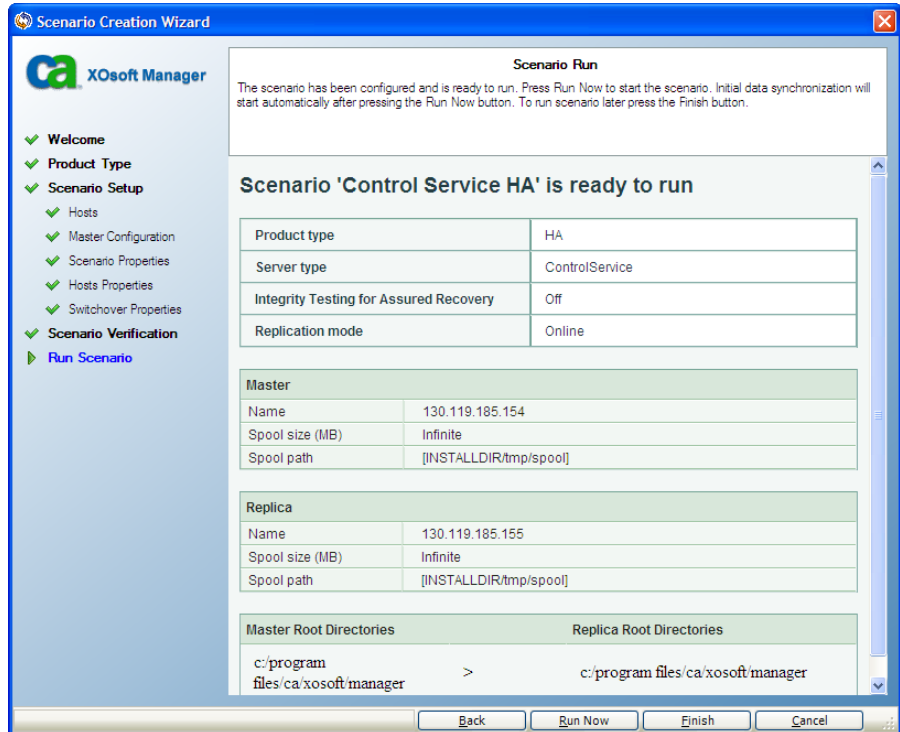 Scenario Creation Wizard
ca XOsoft Manager
Welcome
Product Type
Scenario Setup
Hosts
Master Configuration
Scenario Properties
Hosts Properties
Switchover Properties
Scenario Verification
Run Scenario
Scenario Run
The scenario has been configured and is ready to run. Press Run Now to start the scenario. Initial data synchronization will
start automatically after pressing the Run Now button. To run scenario later press the Finish button.
Scenario 'Control Service HA' is ready to run
Product type HA
Server type ControlService
Integrity Testing for Assured Recovery Off
Replication mode Online
Master
Name 130.119.185.154
Spool size (MB) Infinite
Spool path [INSTALLDIR/tmp/spool]
Replica
Name 130.119.185.155
Spool size (MB) Infinite
Spool path [INSTALLDIR/tmp/spool]
Master Root Directories Replica Root Directories
c:/program
files/ca/xosoft/manager > c:/program files/ca/xosoft/manager
Back Run Now Finish Cancel